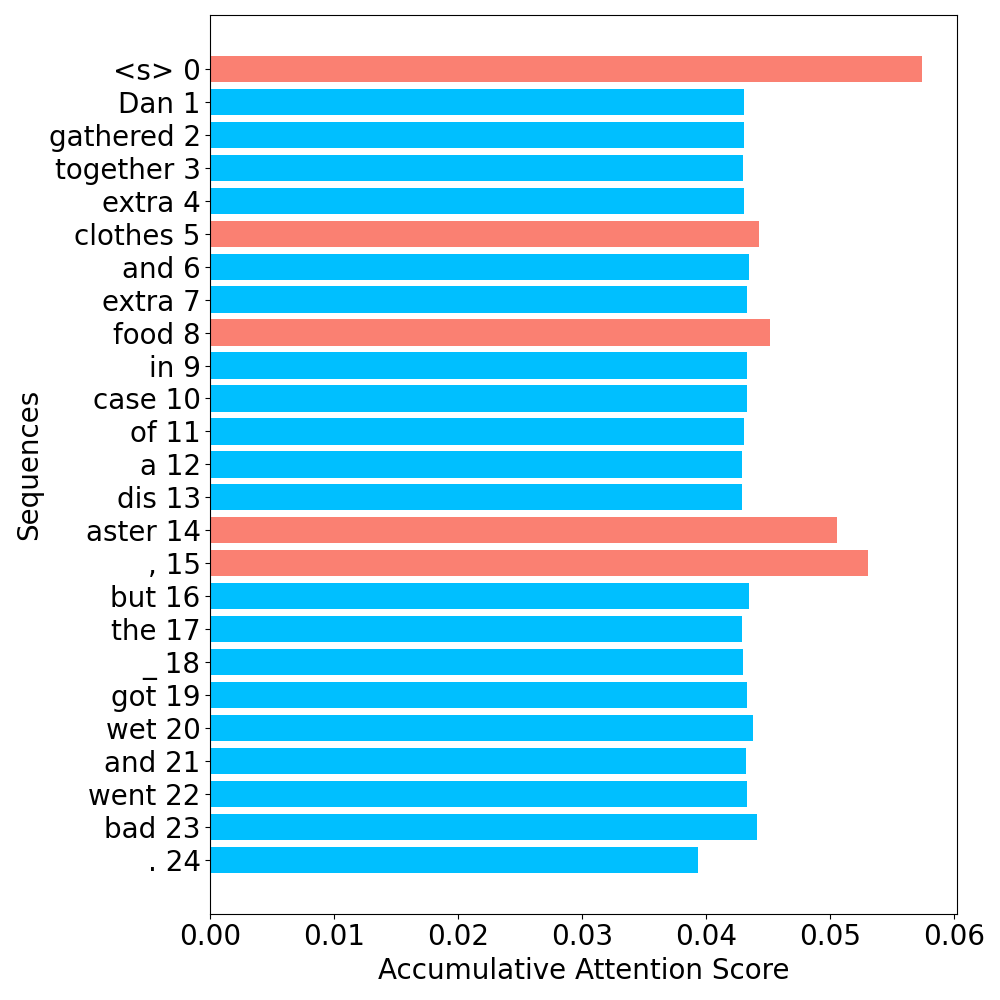 <s> 0
Dan 1
gathered 2
together 3
extra 4
clothes 5
and 6
extra 7
food 8
in 9
case 10
of 11
a 12
dis 13
aster 14
, 15
but 16
the 17
_ 18
got 19
wet 20
and 21
went 22
bad 23
. 24
Sequences
0.00 0.01 0.02 0.03 0.04 0.05 0.06
Accumulative Attention Score